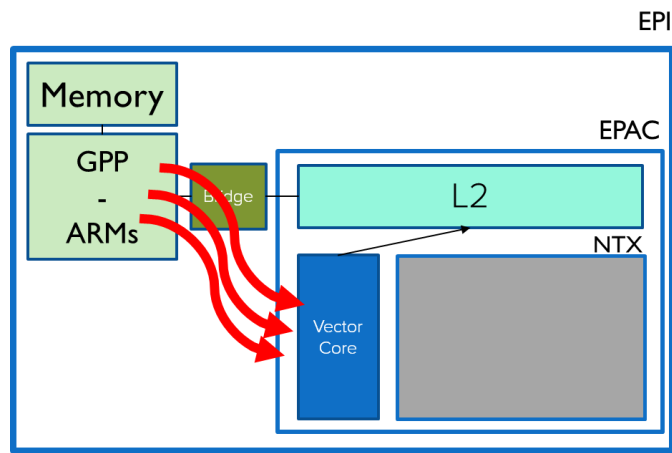 EPI
Memory
EPAC
GPP
-
ARMs
Bridge
L2
NTX
Vector
Core